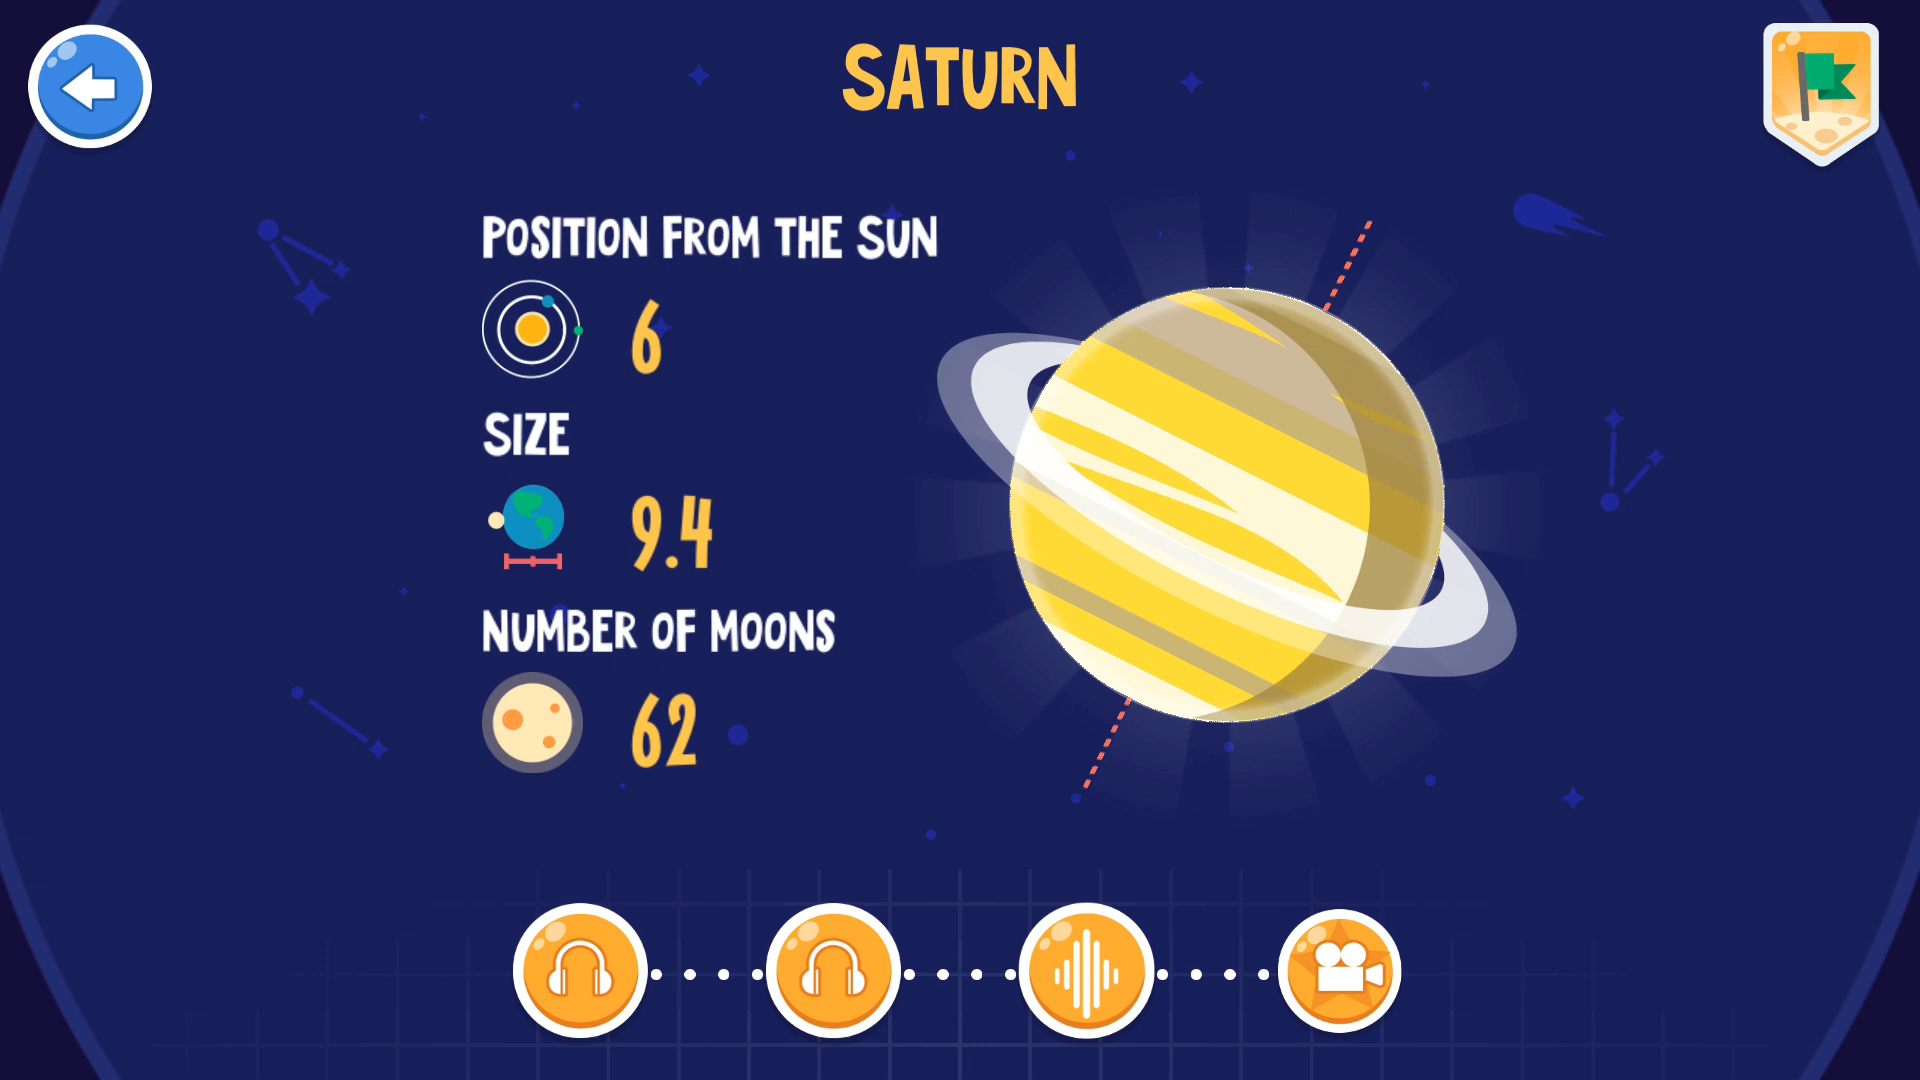 SATURN
POSITION FROM THE SUN
6
SIZE
9.4
NUMBER OF MOONS
62